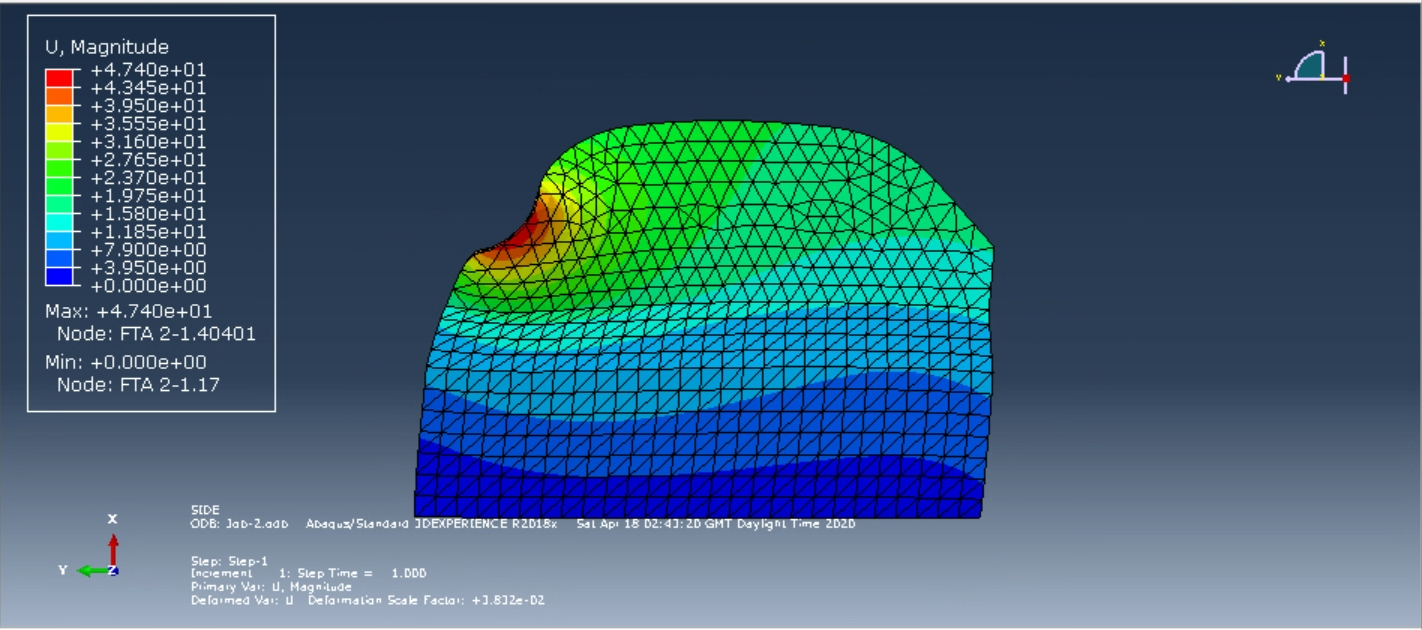 U, Magnitude
+4.740e+01
+4.345e+01
+3.950e+01
+3.555e+01
+3.160e+01
+2.765e+01
+2.370e+01
+1.975e+01
+1.580e+01
+1.185e+01
+7.900e+00
+3.950e+00
+0.000e+00
Max: +4.740e+01
Node: FTA 2-1.40401
Min: +0.000e+00
Node: FTA 2-1.17
X
Y
X
Y
Z
SIDE
ODB: Job-2.odb Abaqus/Standard 3DEXPERIENCE R2018x Sat Apr 18 02:43:20 GMT Daylight Time 2020
Step: Step-1
Increment 1: Step Time = 1.000
Primary Var: U, Magnitude
Deformed Var: U Deformation Scale Factor: +3.832e-02